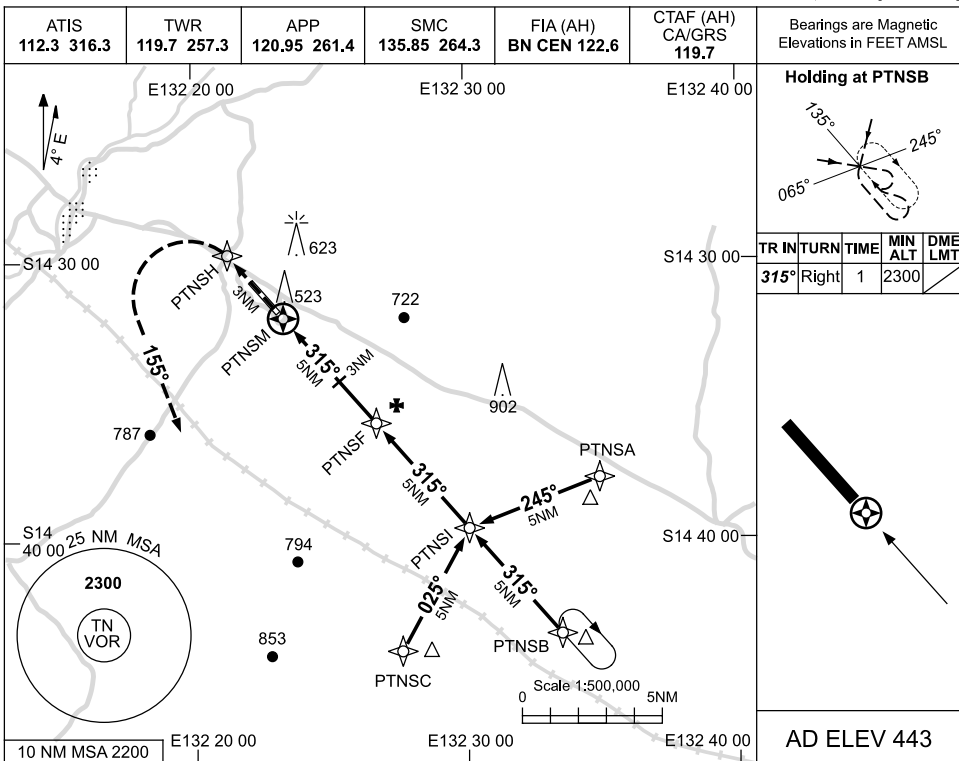 ATIS
112.3 316.3
TWR
119.7 257.3
APP
120.95 261.4
SMC
135.85 264.3
FIA (AH)
BN CEN 122.6
CTAF (AH)
CA/GRS
119.7
Bearings are Magnetic
Elevations in FEET AMSL
E132 20 00
E132 30 00
E132 40 00
4° E
S14 30 00
S14 30 00
623
523
722
PTNSH
3NM
PTNSM
315°
5NM
3NM
155°
787
902
PTNSF
315°
5NM
PTNSA
245°
5NM
PTNSI
S14
40 00
S14 40 00
25 NM MSA
2300
TN
VOR
794
853
025°
5NM
315°
5NM
PTNSC
PTNSB
Scale 1:500,000
0
5NM
10 NM MSA 2200
E132 20 00
E132 30 00
E132 40 00
Holding at PTNSB
135°
245°
065°
TR IN TURN TIME MIN ALT DME LMT
315° Right 1 2300
AD ELEV 443